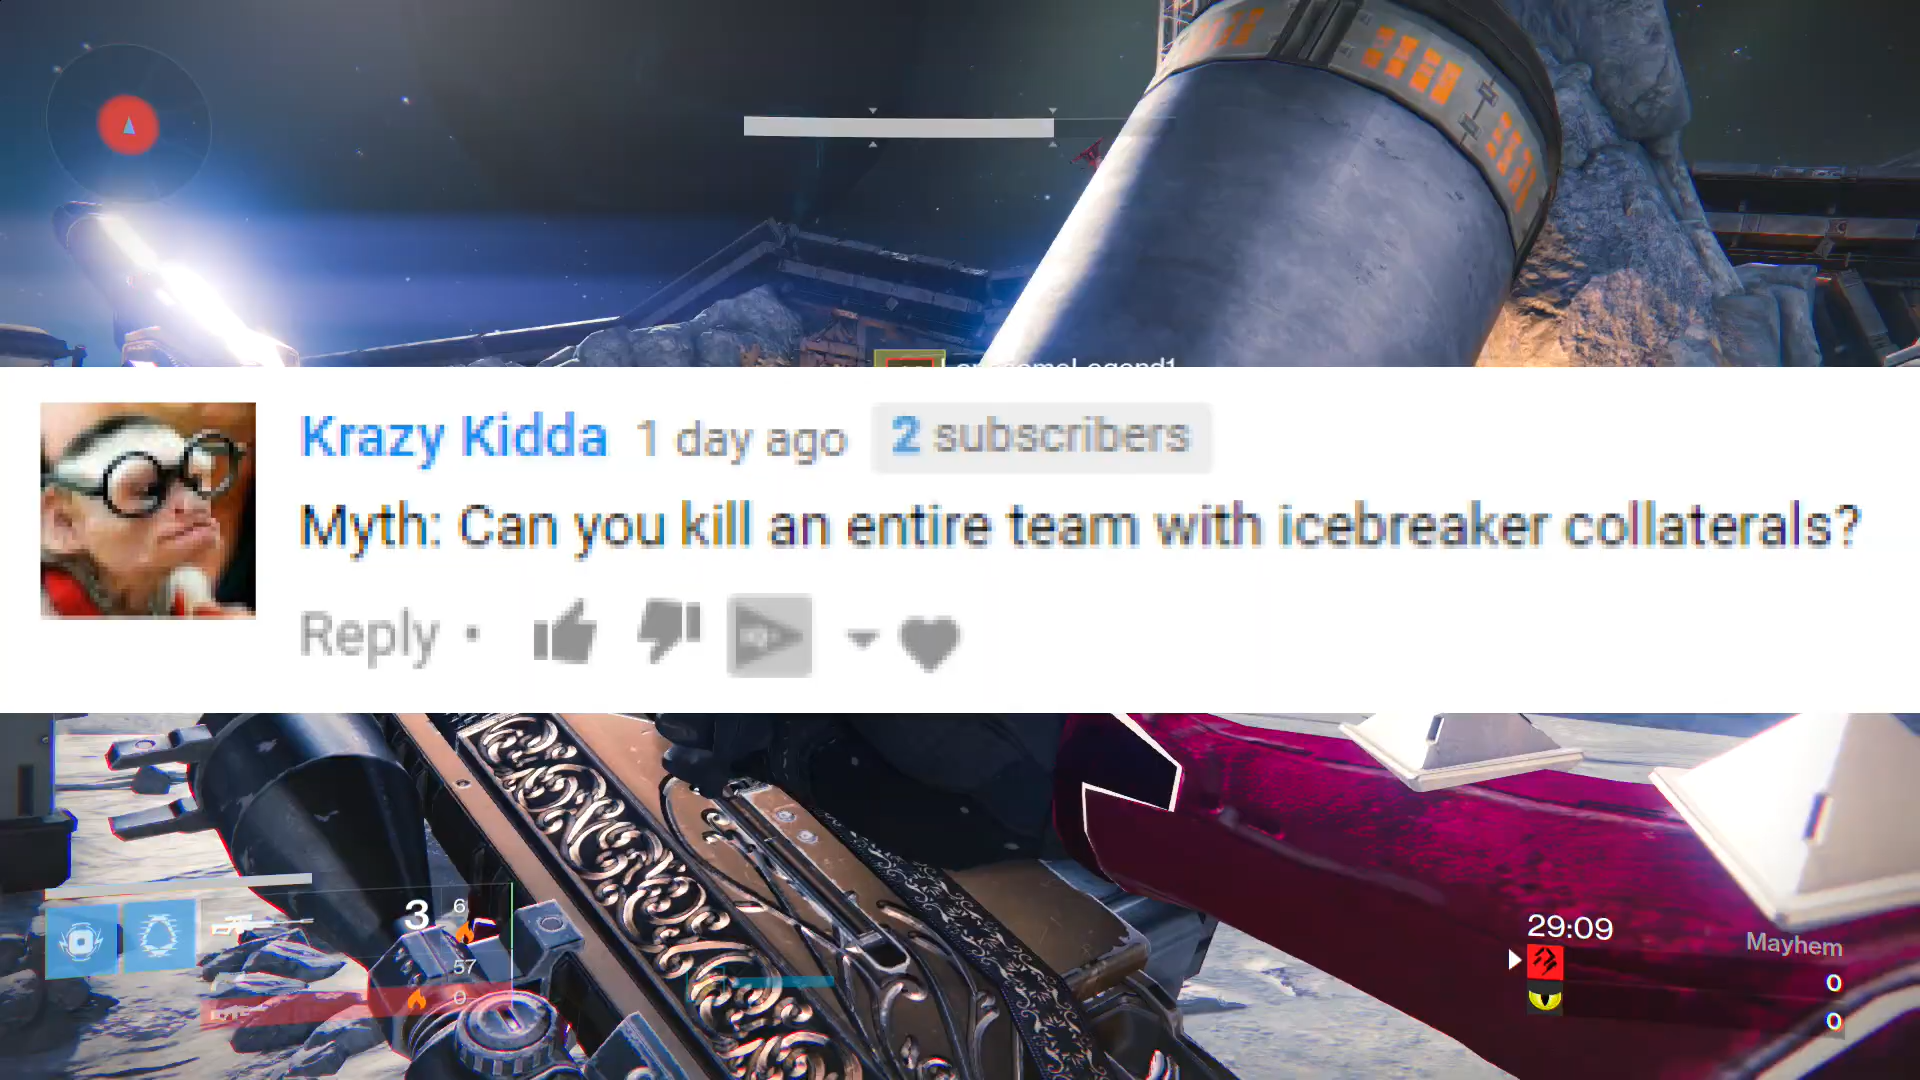 Krazy Kidda 1 day ago 2 subscribers
Myth: Can you kill an entire team with icebreaker collaterals?
Reply •
3 6
57
0
29:09
Mayhem
0
0